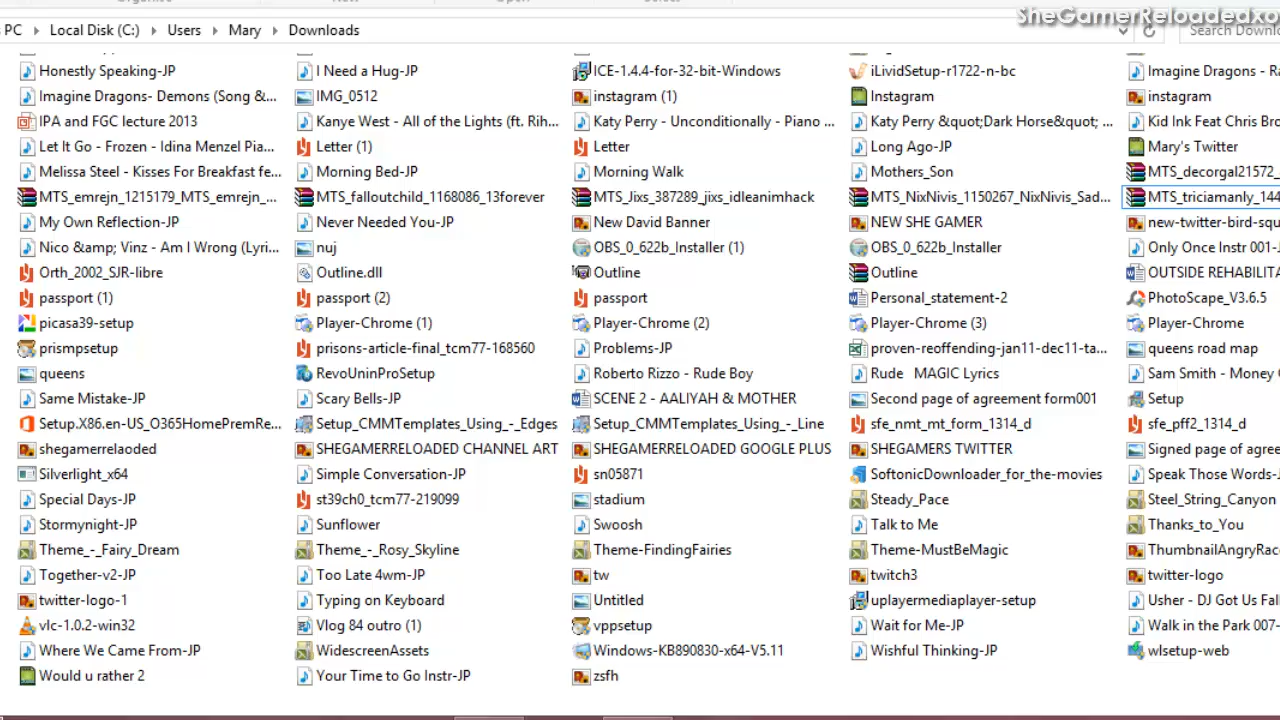 SheGamerReloadedxo
PC Local Disk (C:) Users Mary Downloads
Honestly Speaking-JP I Need a Hug-JP ICE-1.4.4-for-32-bit-Windows iLividSetup-r1722-n-bc Imagine Dragons - Ra
Imagine Dragons- Demons (Song &... IMG_0512 instagram (1) Instagram instagram
IPA and FGC lecture 2013 Kanye West - All of the Lights (ft. Rih... Katy Perry - Unconditionally - Piano ... Katy Perry &quot;Dark Horse&quot; ... Kid Ink Feat Chris Bro
Let It Go - Frozen - Idina Menzel Pia... Letter (1) Letter Long Ago-JP Mary's Twitter
Melissa Steel - Kisses For Breakfast fe... Morning Bed-JP Morning Walk Mothers_Son MTS_decorgal21572_
MTS_emrejn_1215179_MTS_emrejn_... MTS_falloutchild_1168086_13forever MTS_Jixs_387289_jixs_idleanimhack MTS_NixNivis_1150267_NixNivis_Sad... MTS_triciamanly_144
My Own Reflection-JP Never Needed You-JP New David Banner NEW SHE GAMER new-twitter-bird-squ
Nico &amp; Vinz - Am I Wrong (Lyri... nuj OBS_0_622b_Installer (1) OBS_0_622b_Installer Only Once Instr 001-J
Orth_2002_SJR-libre Outline.dll Outline Outline OUTSIDE REHABILITA
passport (1) passport (2) passport Personal_statement-2 PhotoScape_V3.6.5
picasa39-setup Player-Chrome (1) Player-Chrome (2) Player-Chrome (3) Player-Chrome
prismpsetup prisons-article-final_tcm77-168560 Problems-JP proven-reoffending-jan11-dec11-ta... queens road map
queens RevoUninProSetup Roberto Rizzo - Rude Boy Rude MAGIC Lyrics Sam Smith - Money
Same Mistake-JP Scary Bells-JP SCENE 2 - AALIYAH & MOTHER Second page of agreement form001 Setup
Setup.X86.en-US_O365HomePremRe... Setup_CMMTemplates_Using_-_Edges Setup_CMMTemplates_Using_-_Line sfe_nmt_mt_form_1314_d sfe_pff2_1314_d
shegamerrelaoded SHEGAMERRELOADED CHANNEL ART SHEGAMERRELOADED GOOGLE PLUS SHEGAMERS TWITTER Signed page of agree
Silverlight_x64 Simple Conversation-JP sn05871 SoftonicDownloader_for_the-movies Speak Those Words-J
Special Days-JP st39ch0_tcm77-219099 stadium Steady_Pace Steel_String_Canyon
Stormynight-JP Sunflower Swoosh Talk to Me Thanks_to_You
Theme_-_Fairy_Dream Theme_-_Rosy_Skyline Theme-FindingFairies Theme-MustBeMagic ThumbnailAngryRac
Together-v2-JP Too Late 4wm-JP tw twitch3 twitter-logo
twitter-logo-1 Typing on Keyboard Untitled uplayermediaplayer-setup Usher - DJ Got Us Fall
vlc-1.0.2-win32 Vlog 84 outro (1) vppsetup Wait for Me-JP Walk in the Park 007-
Where We Came From-JP WidescreenAssets Windows-KB890830-x64-V5.11 Wishful Thinking-JP wlsetup-web
Would u rather 2 Your Time to Go Instr-JP zsfh